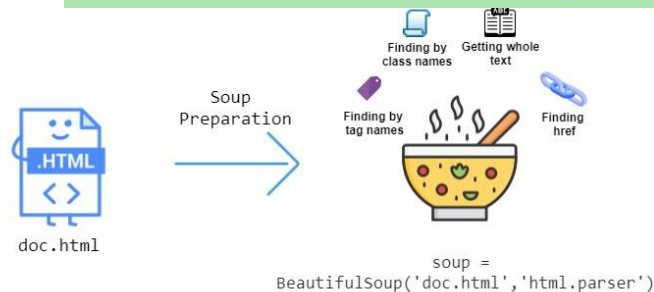 ABC
Finding by
class names
Getting whole
text
Finding by
tag names
Finding
href
Soup
Preparation
.HTML
< >
doc.html
soup =
BeautifulSoup('doc.html','html.parser')